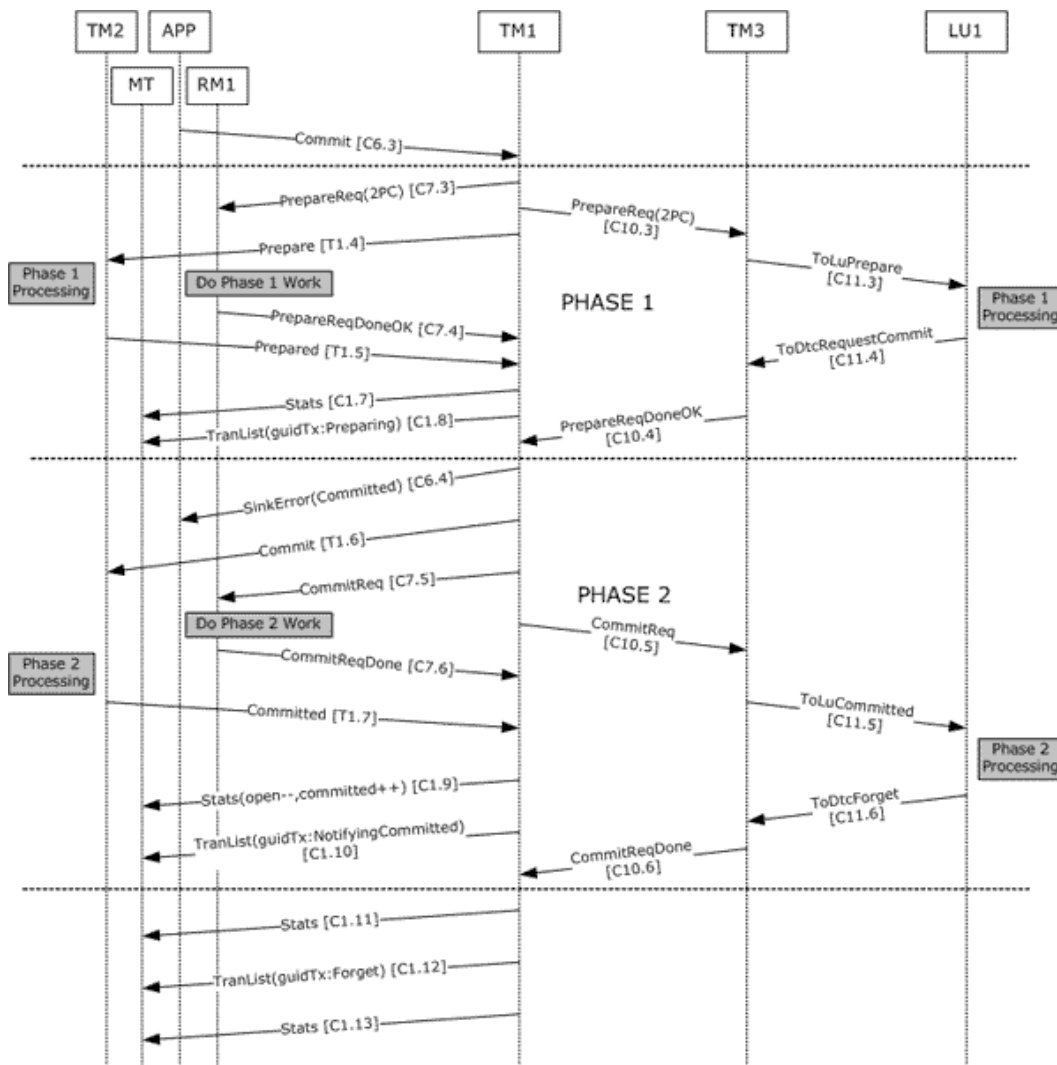 TM2
APP
TM1
TM3
LU1
MT
RM1
Commit [C6.3]
PrepareReq(2PC) [C7.3]
PrepareReq(2PC)
[C10.3]
Prepare [T1.4]
ToLuPrepare
[C11.3]
Phase 1
Processing
Do Phase 1 Work
PHASE 1
Phase 1
Processing
PrepareReqDoneOK [C7.4]
Prepared [T1.5]
ToDtcRequestCommit
[C11.4]
Stats [C1.7]
TranList(guidTx:Preparing) [C1.8]
PrepareReqDoneOK
[C10.4]
SinkError(Committed) [C6.4]
Commit [T1.6]
CommitReq [C7.5]
PHASE 2
Do Phase 2 Work
CommitReq
[C10.5]
Phase 2
Processing
CommitReqDone [C7.6]
Committed [T1.7]
ToLuCommitted
[C11.5]
Phase 2
Processing
Stats(open--,committed++) [C1.9]
ToDtcForget
[C11.6]
TranList(guidTx:NotifyingCommitted)
[C1.10]
CommitReqDone
[C10.6]
Stats [C1.11]
TranList(guidTx:Forget) [C1.12]
Stats [C1.13]